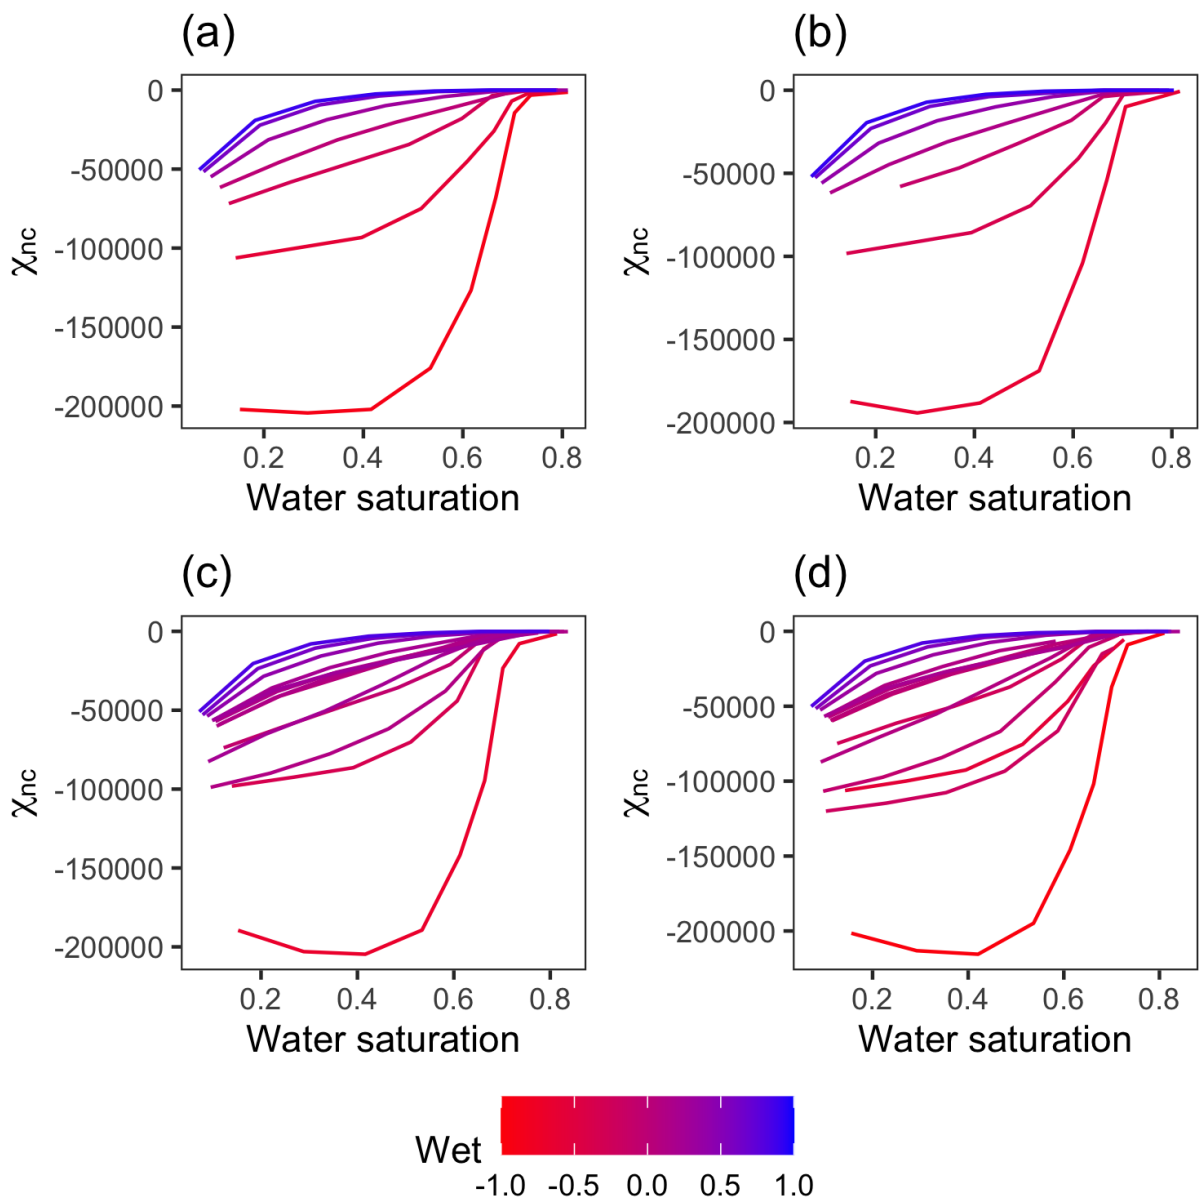 (a) (b)
0 0
-50000 -50000
-100000 -100000
-150000 -150000
-200000 -200000
χnc χnc
0.2 0.4 0.6 0.8 0.2 0.4 0.6 0.8
Water saturation Water saturation
(c) (d)
0 0
-50000 -50000
-100000 -100000
-150000 -150000
-200000 -200000
χnc χnc
0.2 0.4 0.6 0.8 0.2 0.4 0.6 0.8
Water saturation Water saturation
Wet
-1.0 -0.5 0.0 0.5 1.0